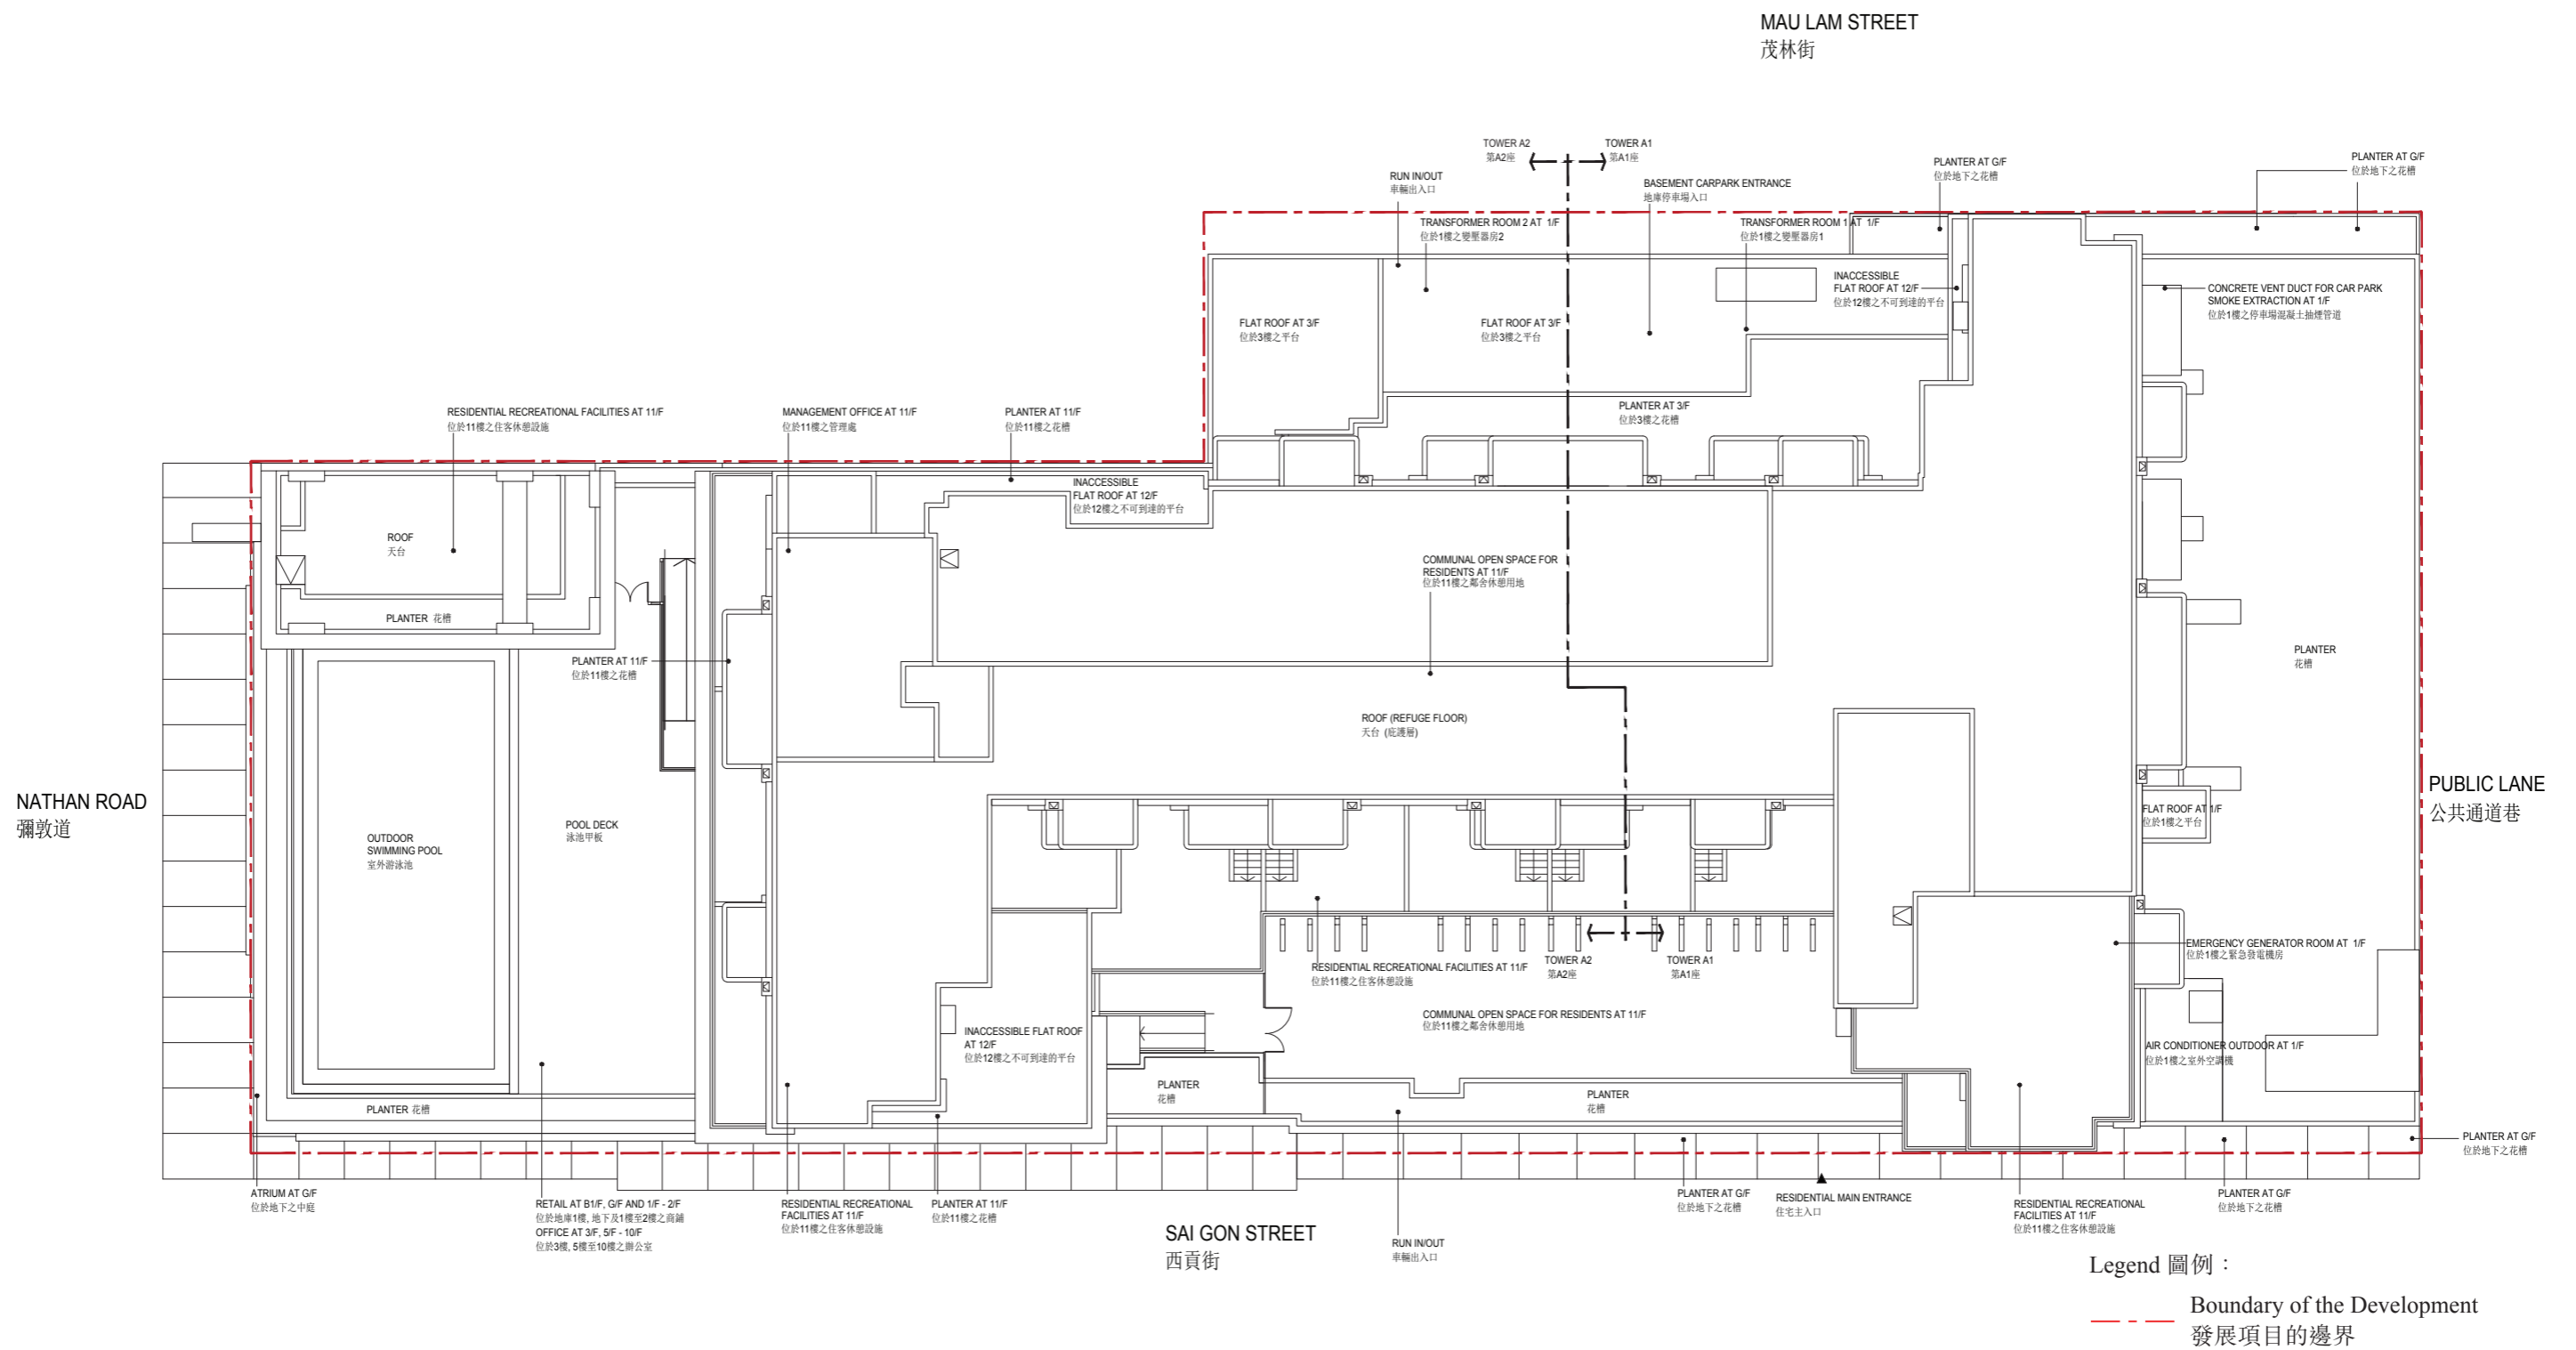 MAU LAM STREET
茂林街
TOWER A2
第A2座
TOWER A1
第A1座
PLANTER AT G/F
位於地下之花槽
PLANTER AT G/F
位於地下之花槽
RUN IN/OUT
車輛出入口
BASEMENT CARPARK ENTRANCE
地庫停車場入口
TRANSFORMER ROOM 2 AT 1/F
位於1樓之變壓器房2
TRANSFORMER ROOM 1 AT 1/F
位於1樓之變壓器房1
INACCESSIBLE
FLAT ROOF AT 12/F
位於12樓之不可到達的平台
CONCRETE VENT DUCT FOR CAR PARK
SMOKE EXTRACTION AT 1/F
位於1樓之停車場混凝土抽煙管道
FLAT ROOF AT 3/F
位於3樓之平台
FLAT ROOF AT 3/F
位於3樓之平台
PLANTER AT 3/F
位於3樓之花槽
RESIDENTIAL RECREATIONAL FACILITIES AT 11/F
位於11樓之住客休憩設施
MANAGEMENT OFFICE AT 11/F
位於11樓之管理處
PLANTER AT 11/F
位於11樓之花槽
INACCESSIBLE
FLAT ROOF AT 12/F
位於12樓之不可到達的平台
ROOF
天台
COMMUNAL OPEN SPACE FOR
RESIDENTS AT 11/F
位於11樓之鄰舍休憩用地
PLANTER 花槽
PLANTER AT 11/F
位於11樓之花槽
PLANTER
花槽
ROOF (REFUGE FLOOR)
天台 (庇護層)
NATHAN ROAD
彌敦道
PUBLIC LANE
公共通道巷
OUTDOOR
SWIMMING POOL
室外游泳池
POOL DECK
泳池甲板
FLAT ROOF AT 1/F
位於1樓之平台
EMERGENCY GENERATOR ROOM AT 1/F
位於1樓之緊急發電機房
RESIDENTIAL RECREATIONAL FACILITIES AT 11/F
位於11樓之住客休憩設施
TOWER A2
第A2座
TOWER A1
第A1座
COMMUNAL OPEN SPACE FOR RESIDENTS AT 11/F
位於11樓之鄰舍休憩用地
INACCESSIBLE FLAT ROOF
AT 12/F
位於12樓之不可到達的平台
AIR CONDITIONER OUTDOOR AT 1/F
位於1樓之室外空調機
PLANTER
花槽
PLANTER
花槽
PLANTER 花槽
PLANTER AT G/F
位於地下之花槽
ATRIUM AT G/F
位於地下之中庭
RETAIL AT B1/F, G/F AND 1/F - 2/F
位於地庫1樓, 地下及1樓至2樓之商鋪
OFFICE AT 3/F, 5/F - 10/F
位於3樓, 5樓至10樓之辦公室
RESIDENTIAL RECREATIONAL
FACILITIES AT 11/F
位於11樓之住客休憩設施
PLANTER AT 11/F
位於11樓之花槽
SAI GON STREET
西貢街
RUN IN/OUT
車輛出入口
PLANTER AT G/F
位於地下之花槽
RESIDENTIAL MAIN ENTRANCE
住宅主入口
RESIDENTIAL RECREATIONAL
FACILITIES AT 11/F
位於11樓之住客休憩設施
PLANTER AT G/F
位於地下之花槽
Legend 圖例：
Boundary of the Development
發展項目的邊界